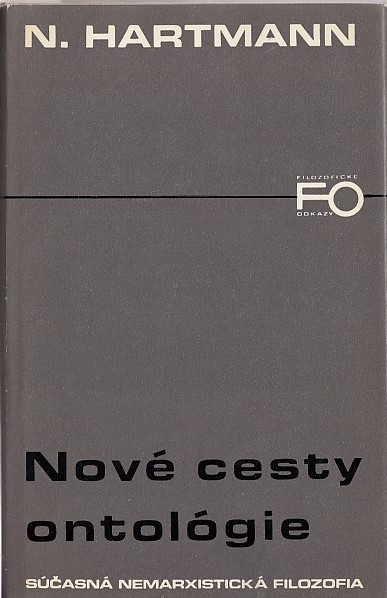 N. HARTMANN
FILOZOFICKÉ
FO
ODKAZY
Nové cesty
ontológie
SÚČASNÁ NEMARXISTICKÁ FILOZOFIA